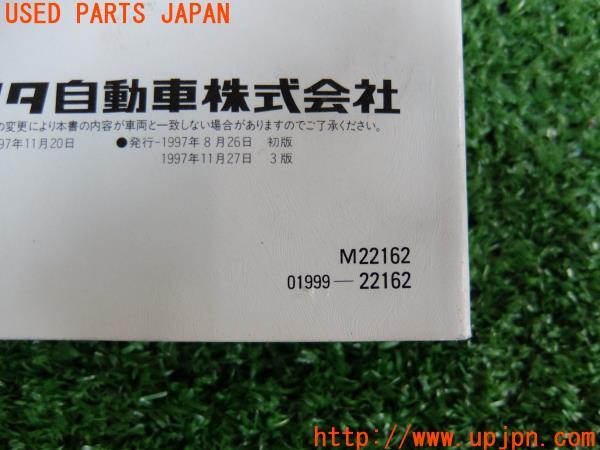 USED PARTS JAPAN
タ自動車株式会社
の変更により本書の内容が車両と一致しない場合がありますのでご了承ください。
97年11月20日 ●発行-1997年8月26日 初版
1997年11月27日 3版
M22162
01999-22162
http://www.upjpn.com/